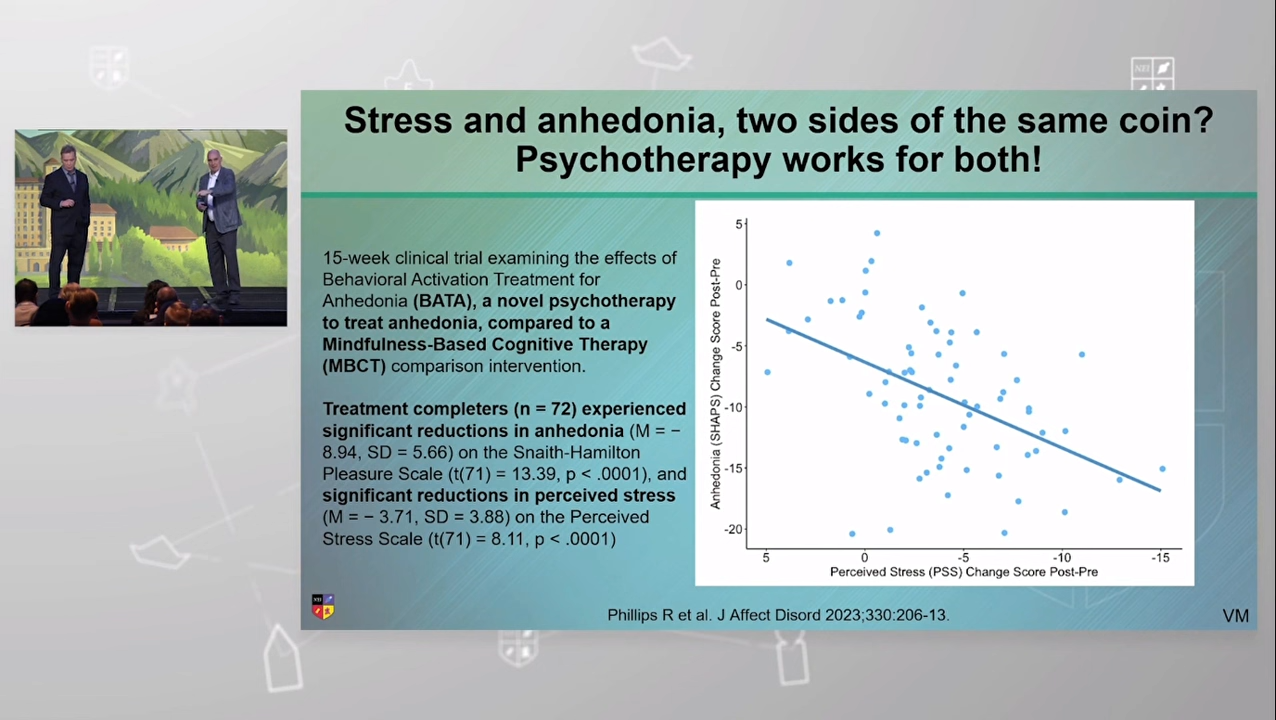 Stress and anhedonia, two sides of the same coin?
Psychotherapy works for both!
15-week clinical trial examining the effects of
Behavioral Activation Treatment for
Anhedonia (BATA), a novel psychotherapy
to treat anhedonia, compared to a
Mindfulness-Based Cognitive Therapy
(MBCT) comparison intervention.
Treatment completers (n = 72) experienced
significant reductions in anhedonia (M = −
8.94, SD = 5.66) on the Snaith-Hamilton
Pleasure Scale (t(71) = 13.39, p < .0001), and
significant reductions in perceived stress
(M = − 3.71, SD = 3.88) on the Perceived
Stress Scale (t(71) = 8.11, p < .0001)
Anhedonia (SHAPS) Change Score Post-Pre
5
0
-5
-10
-15
-20
5 0 -5 -10 -15
Perceived Stress (PSS) Change Score Post-Pre
Phillips R et al. J Affect Disord 2023;330:206-13.
VM
NEI